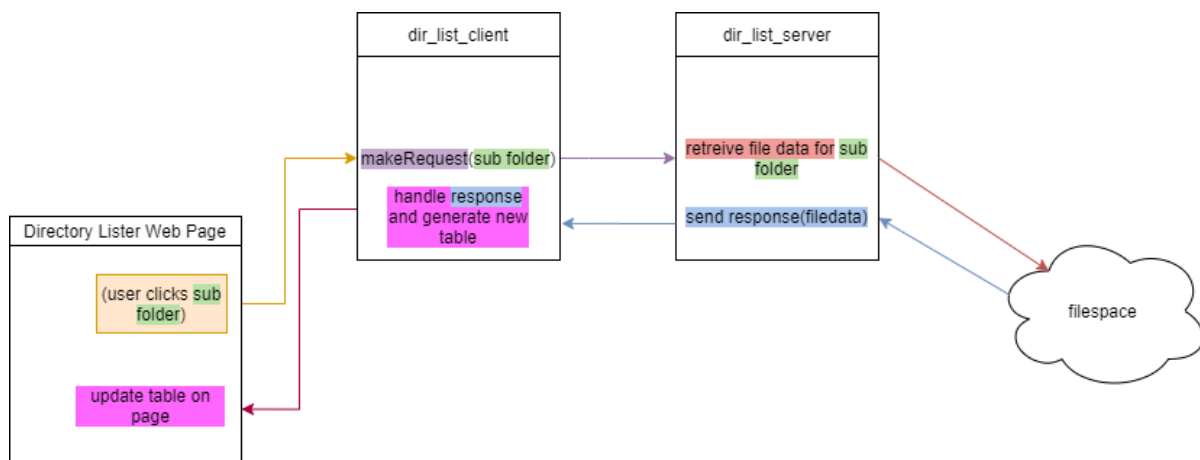 dir_list_client
dir_list_server
makeRequest(sub folder)
retreive file data for sub
folder
handle response
and generate new
table
send response(filedata)
Directory Lister Web Page
(user clicks sub
folder)
filespace
update table on
page